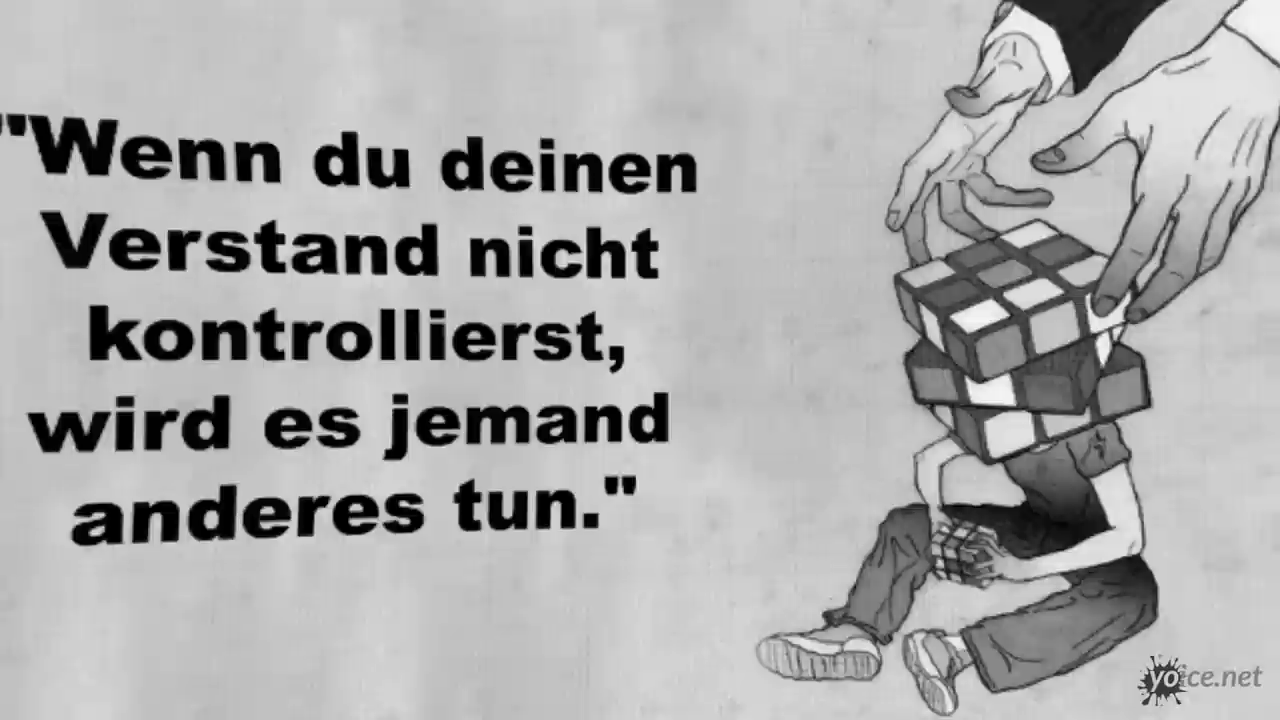 "Wenn du deinen
Verstand nicht
kontrollierst,
wird es jemand
anderes tun."
yoice.net